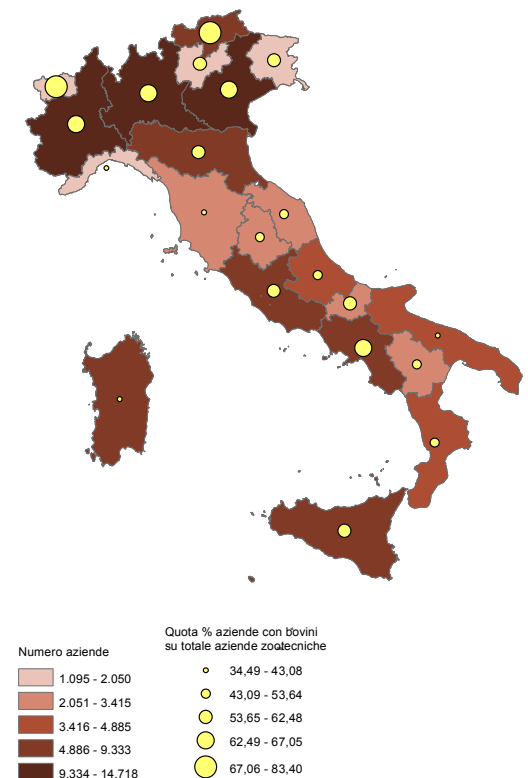 Quota % aziende con bovini
su totale aziende zootecniche
Numero aziende
1.095 - 2.050
2.051 - 3.415
3.416 - 4.885
4.886 - 9.333
9.334 - 14.718
34,49 - 43,08
43,09 - 53,64
53,65 - 62,48
62,49 - 67,05
67,06 - 83,40